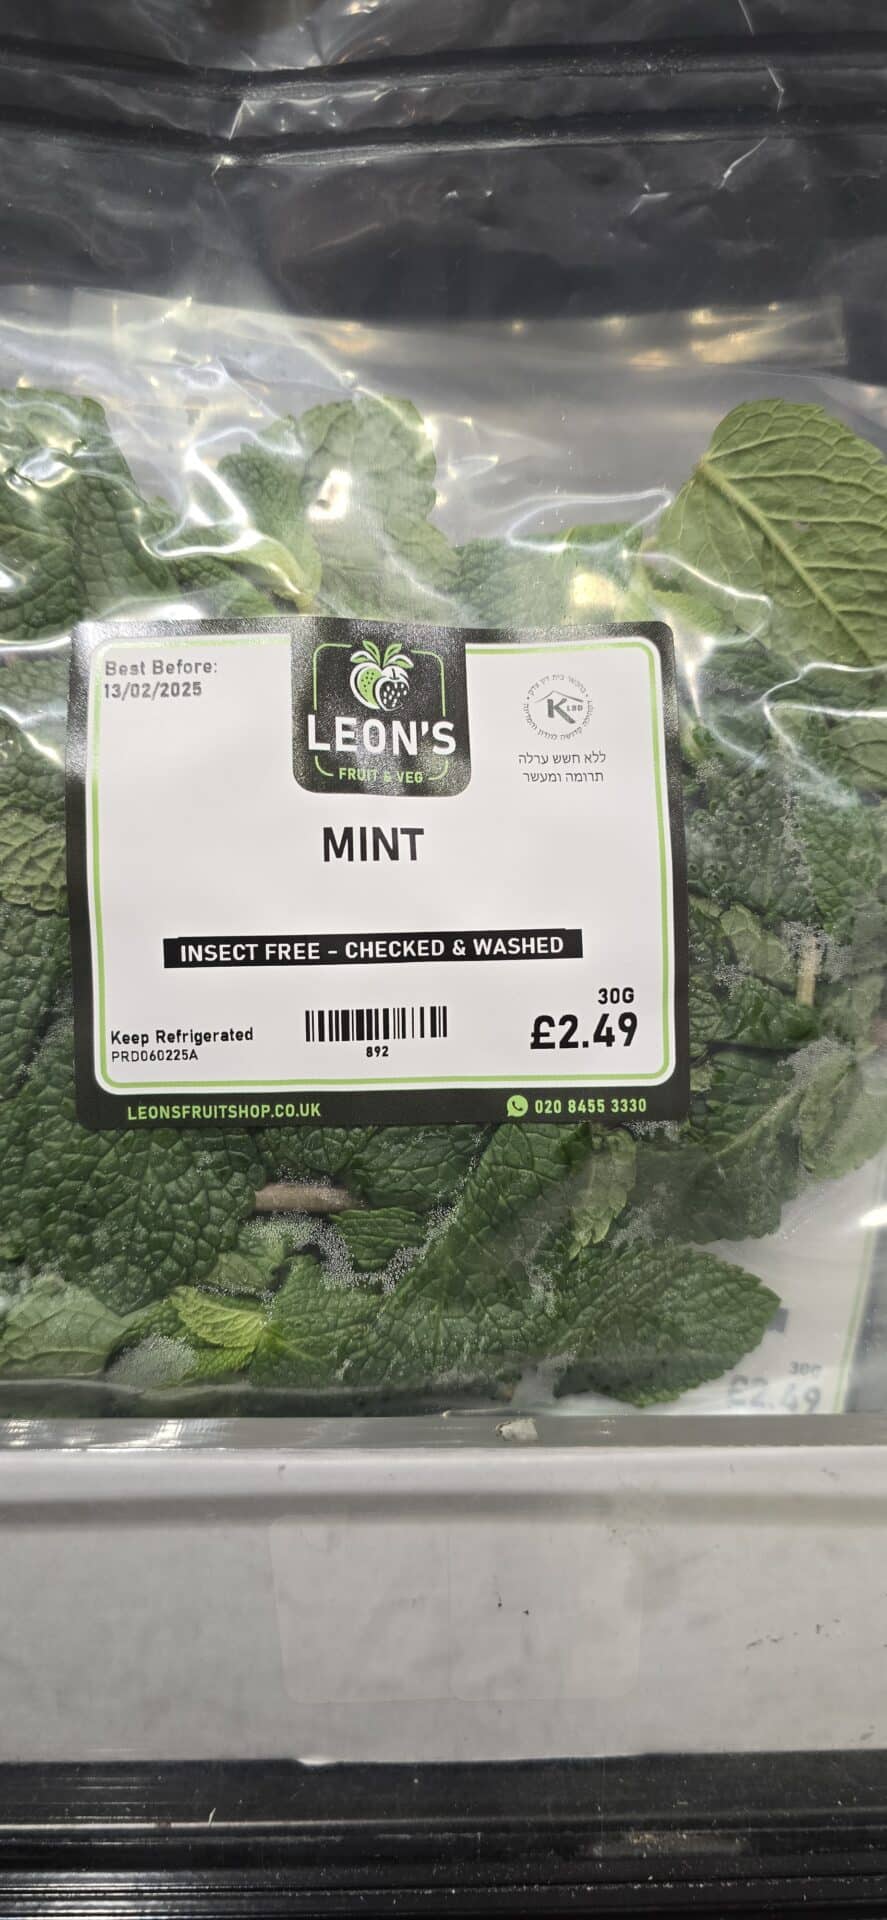 Best Before:
13/02/2025
LEON'S
FRUIT & VEG
K LBD
ללא חשש ערלה
תרומה ומעשר
MINT
INSECT FREE - CHECKED & WASHED
30G
£2.49
Keep Refrigerated
PRD060225A
892
LEONSFRUITSHOP.CO.UK
020 8455 3330
30G
£2.49